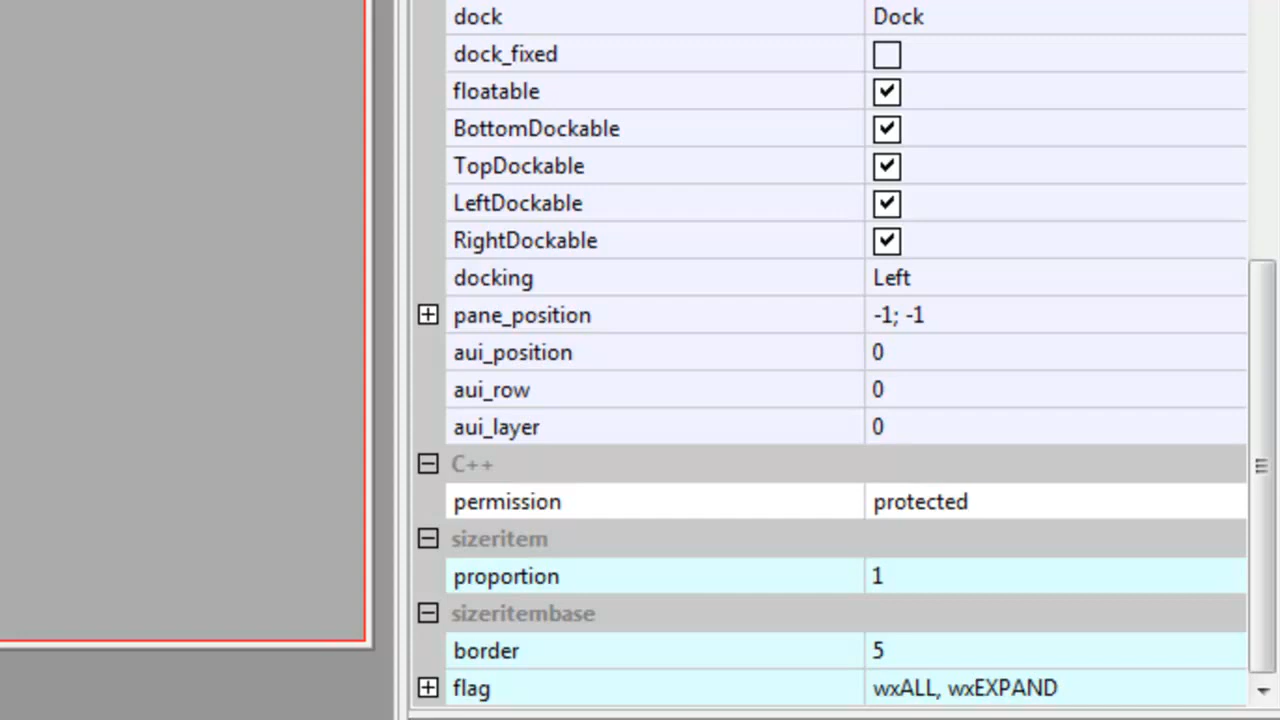 dock Dock
dock_fixed
floatable
BottomDockable
TopDockable
LeftDockable
RightDockable
docking Left
pane_position -1; -1
aui_position 0
aui_row 0
aui_layer 0
C++
permission protected
sizeritem
proportion 1
sizeritembase
border 5
flag wxALL, wxEXPAND